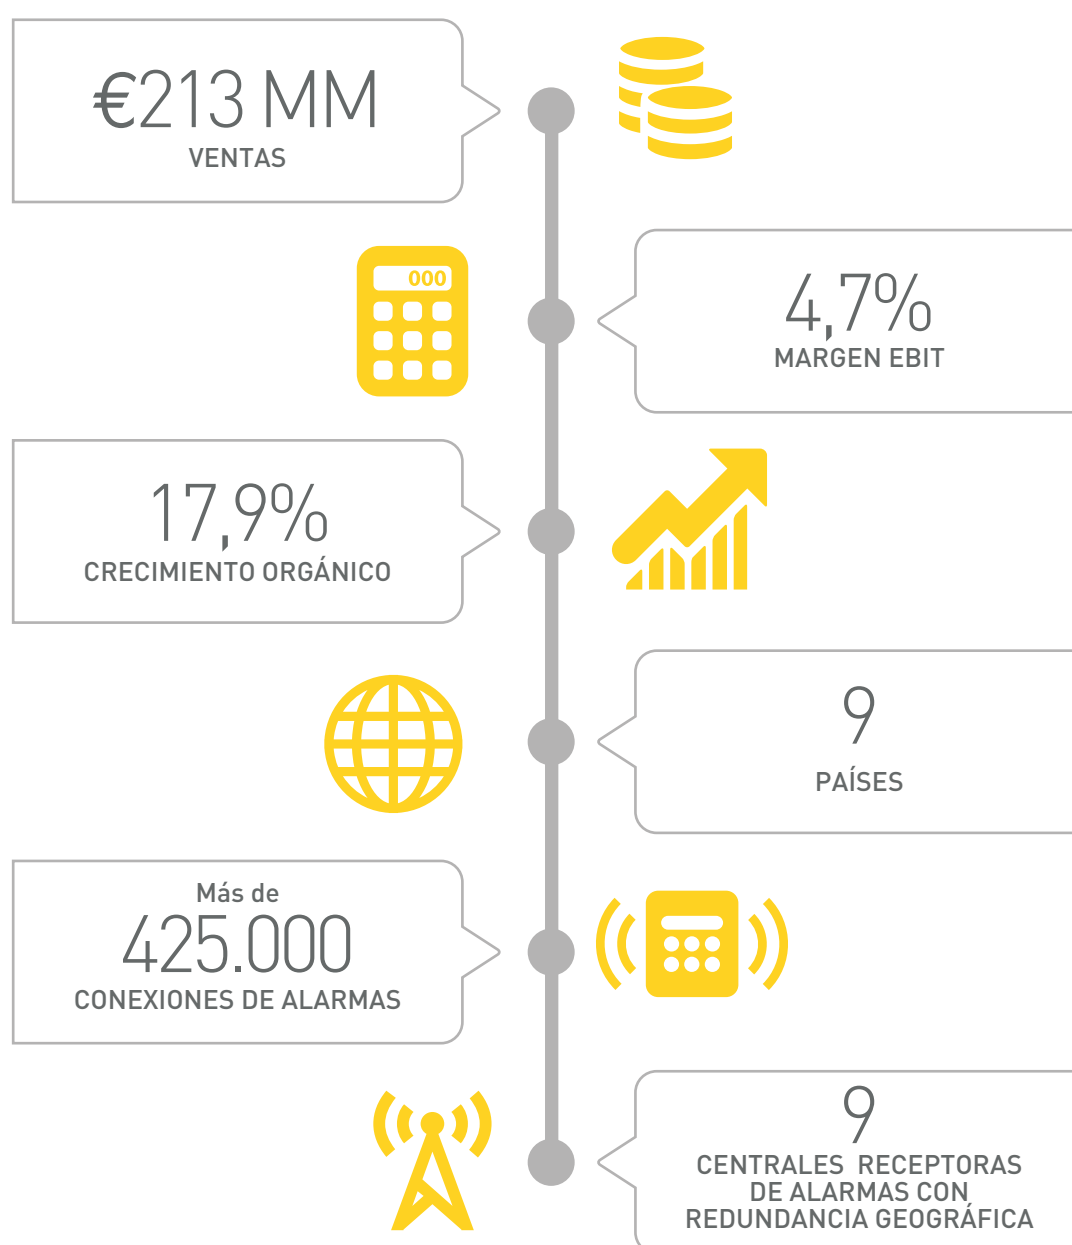 €213 MM
VENTAS
000
4,7%
MARGEN EBIT
17,9%
CRECIMIENTO ORGÁNICO
9
PAÍSES
Más de
425.000
CONEXIONES DE ALARMAS
9
CENTRALES RECEPTORAS
DE ALARMAS CON
REDUNDANCIA GEOGRÁFICA